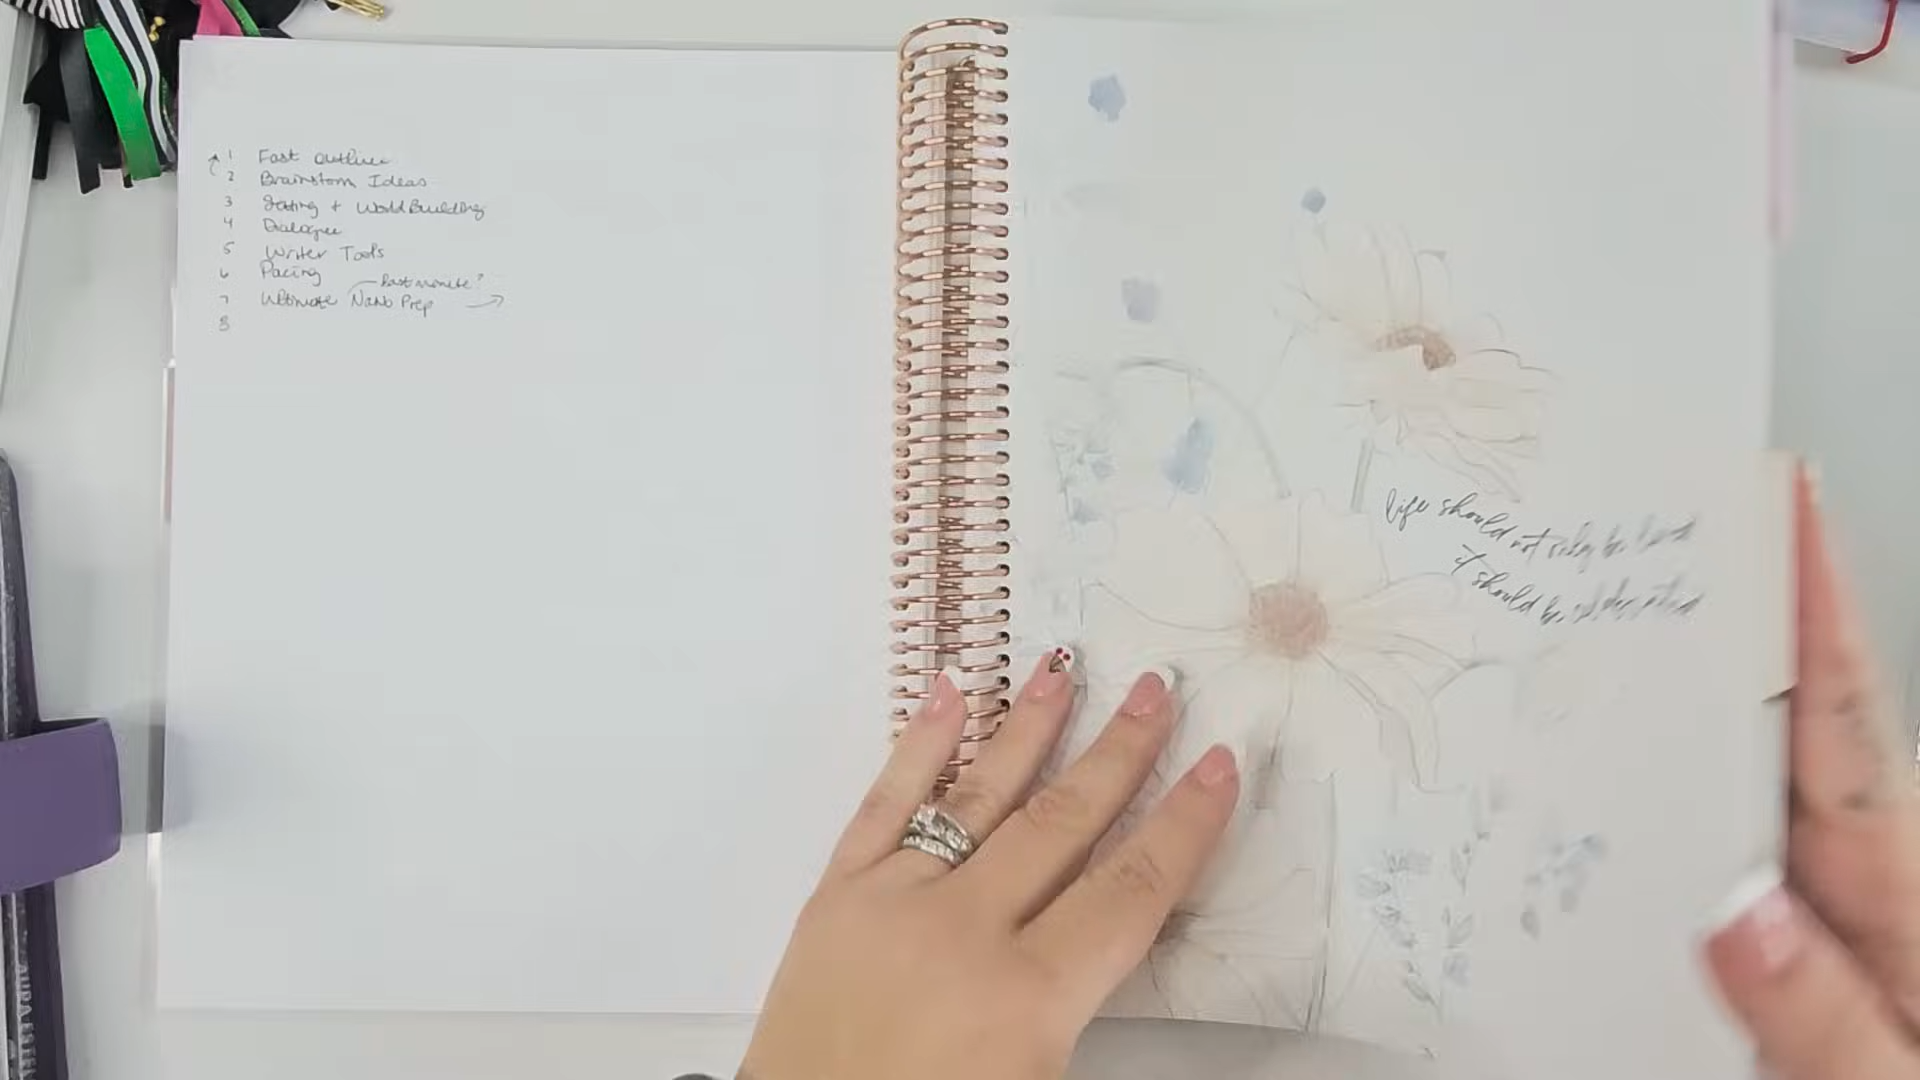 1 Fast outline
2 Brainstorm Ideas
3 Setting + World Building
4 Dialogue
5 Writer Tools
6 Pacing
7 Ultimate NaNo Prep
8
life should not only be lived
it should be celebrated